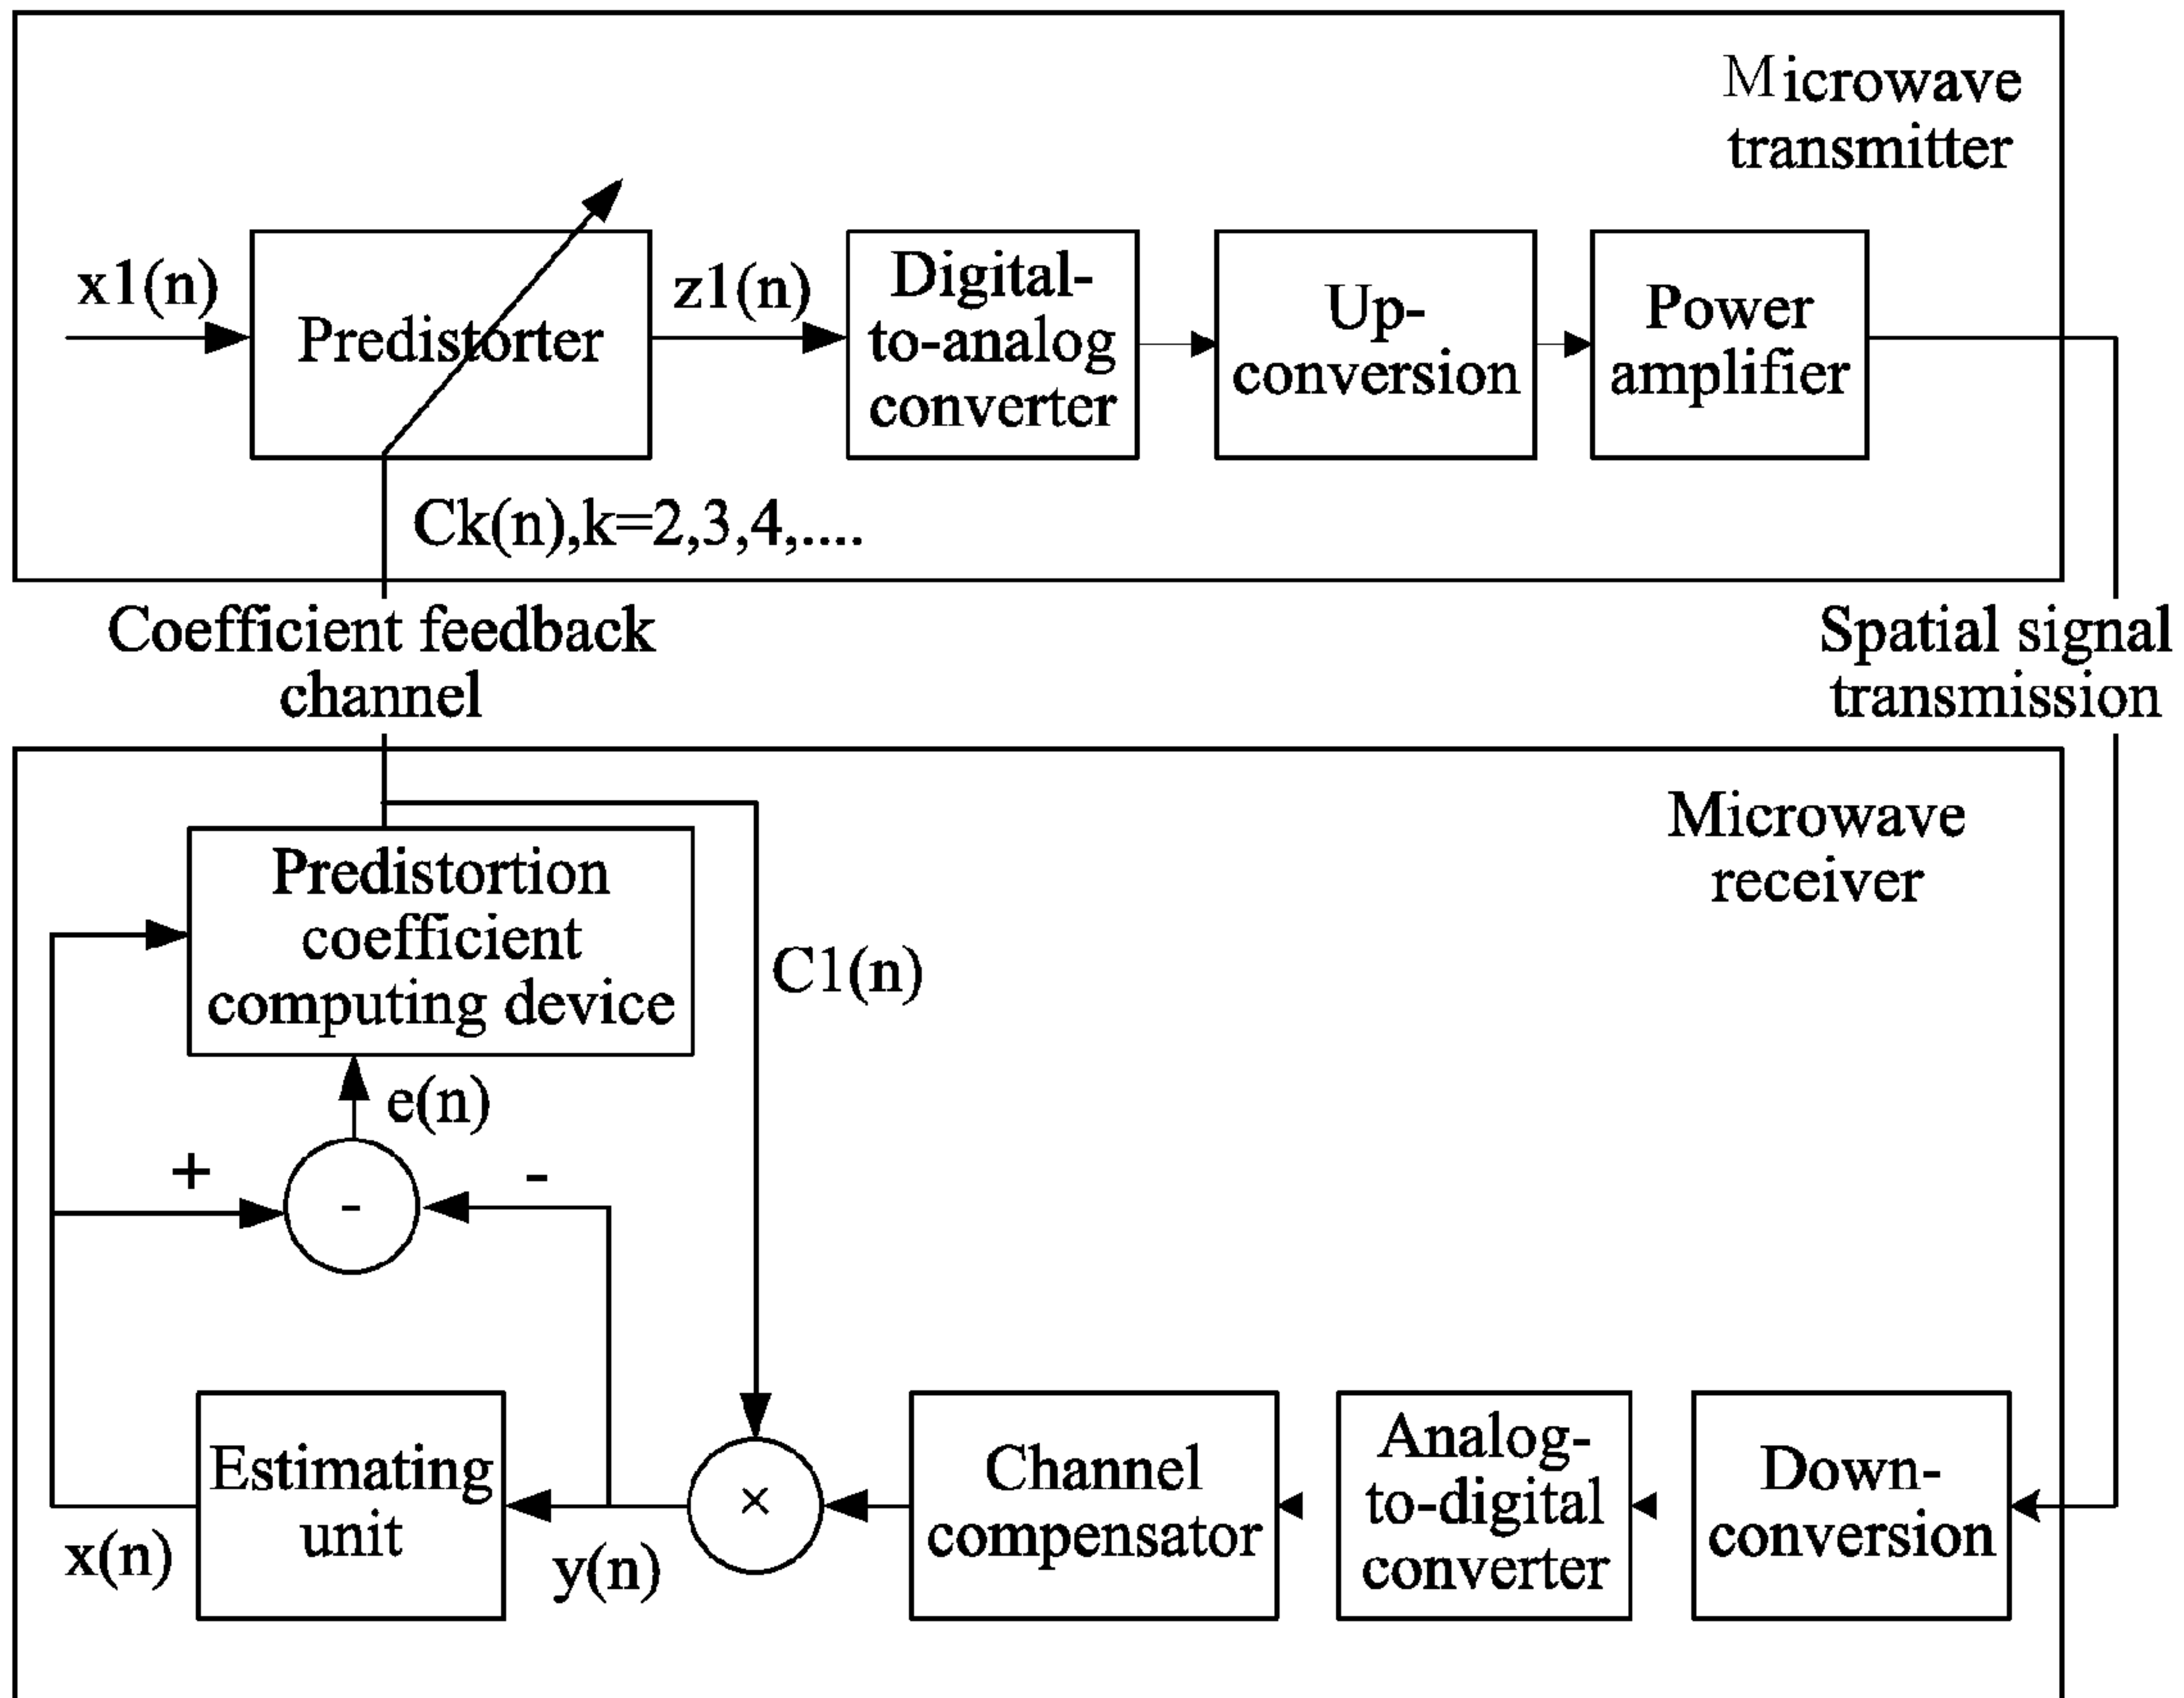 Microwave
transmitter
x1(n)
Predistorter
z1(n)
Digital-
to-analog
converter
Up-
conversion
Power
amplifier
Ck(n),k=2,3,4,....
Coefficient feedback
channel
Spatial signal
transmission
Microwave
receiver
Predistortion
coefficient
computing device
C1(n)
e(n)
+
-
-
Estimating
unit
x(n)
y(n)
×
Channel
compensator
Analog-
to-digital
converter
Down-
conversion